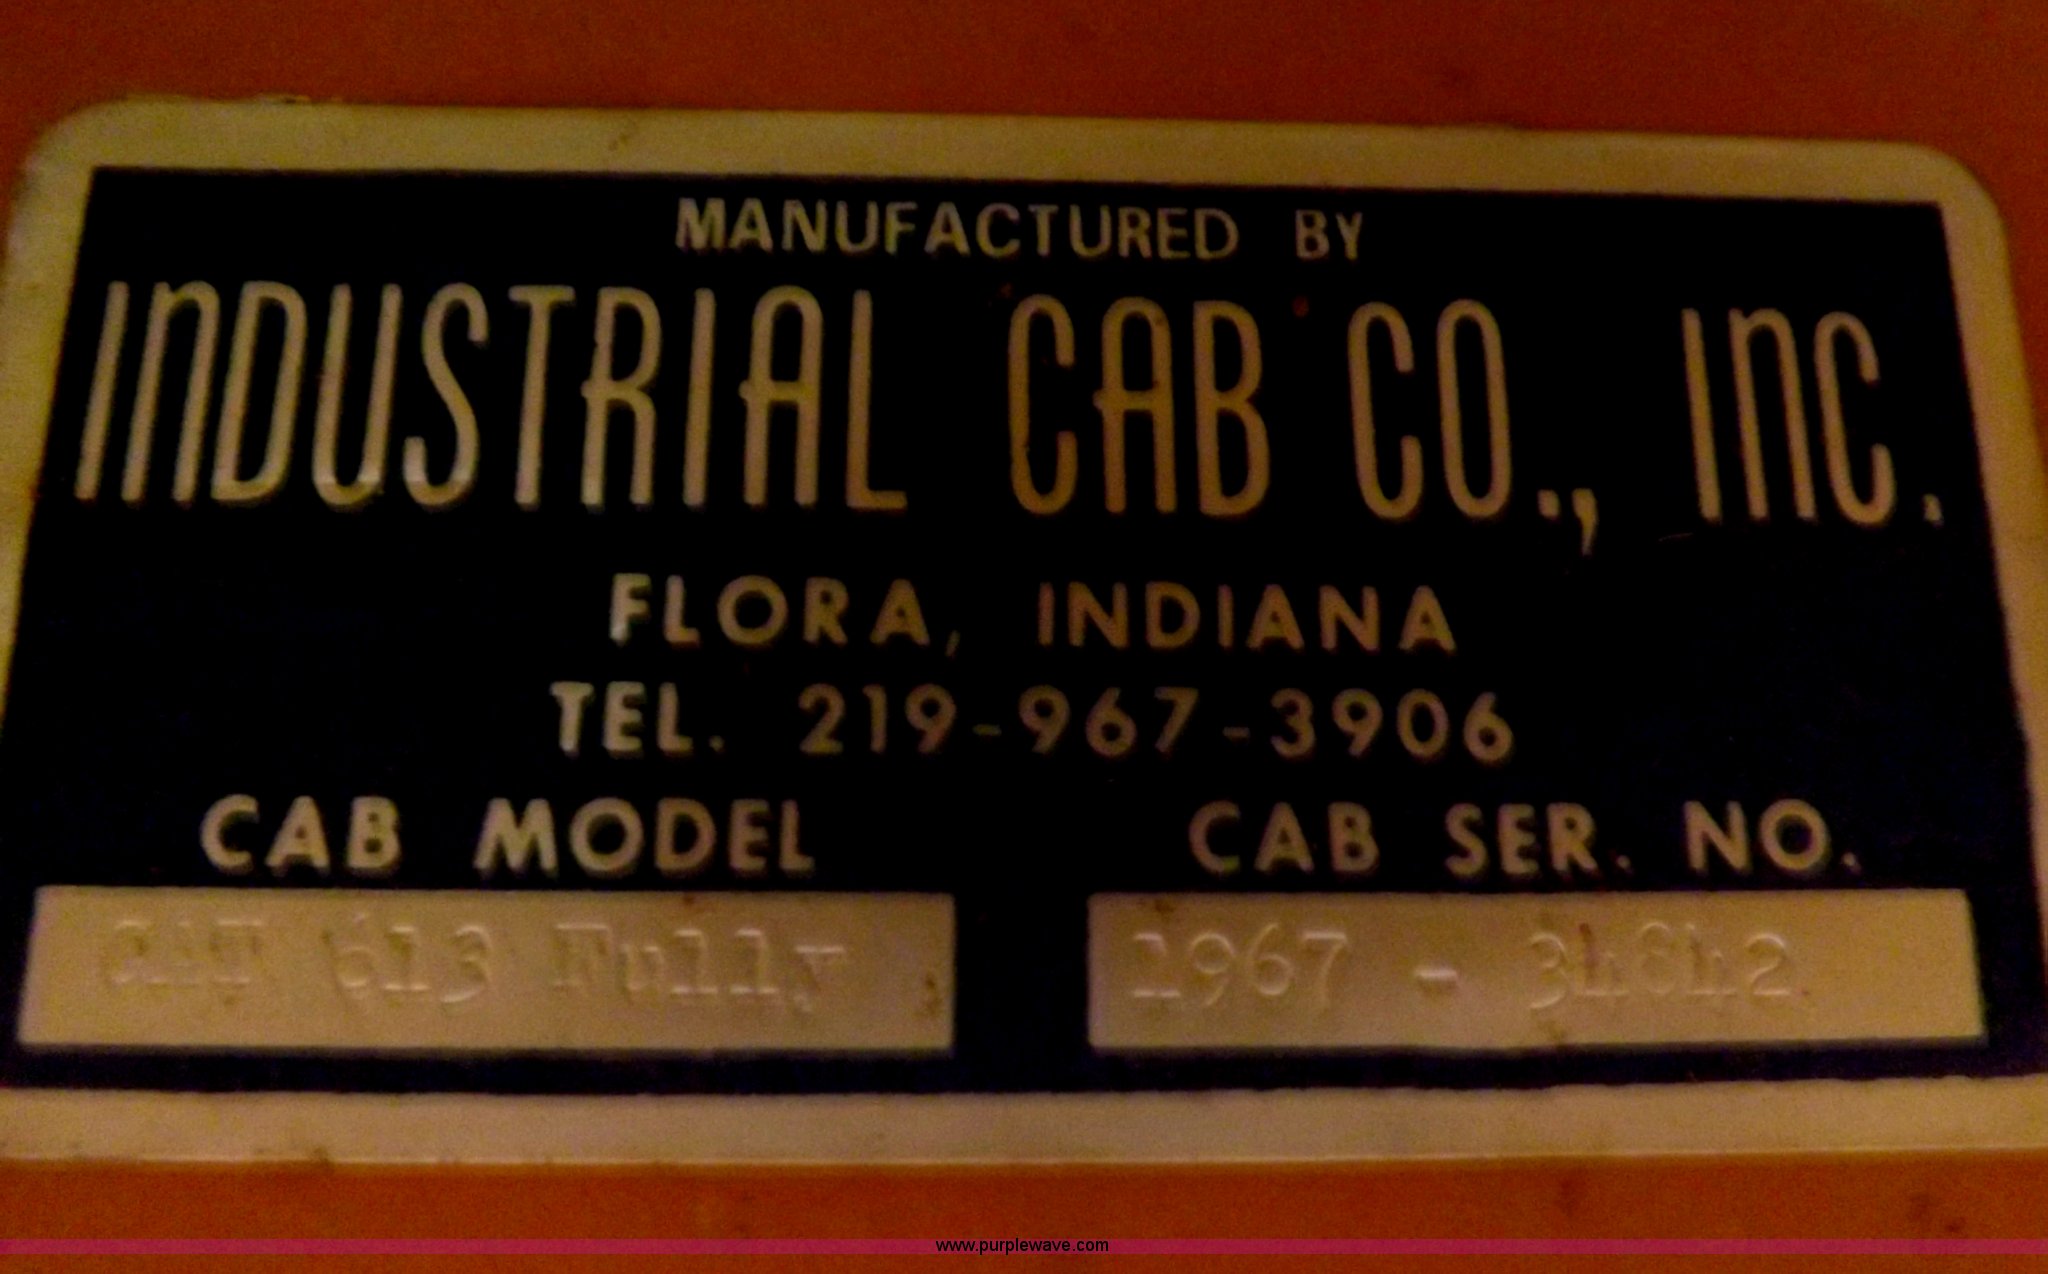 MANUFACTURED BY
INDUSTRIAL CAB CO., INC.
FLORA, INDIANA
TEL. 219-967-3906
CAB MODEL CAB SER. NO.
CAT 613 Fully 1967 - 34642
www.purplewave.com